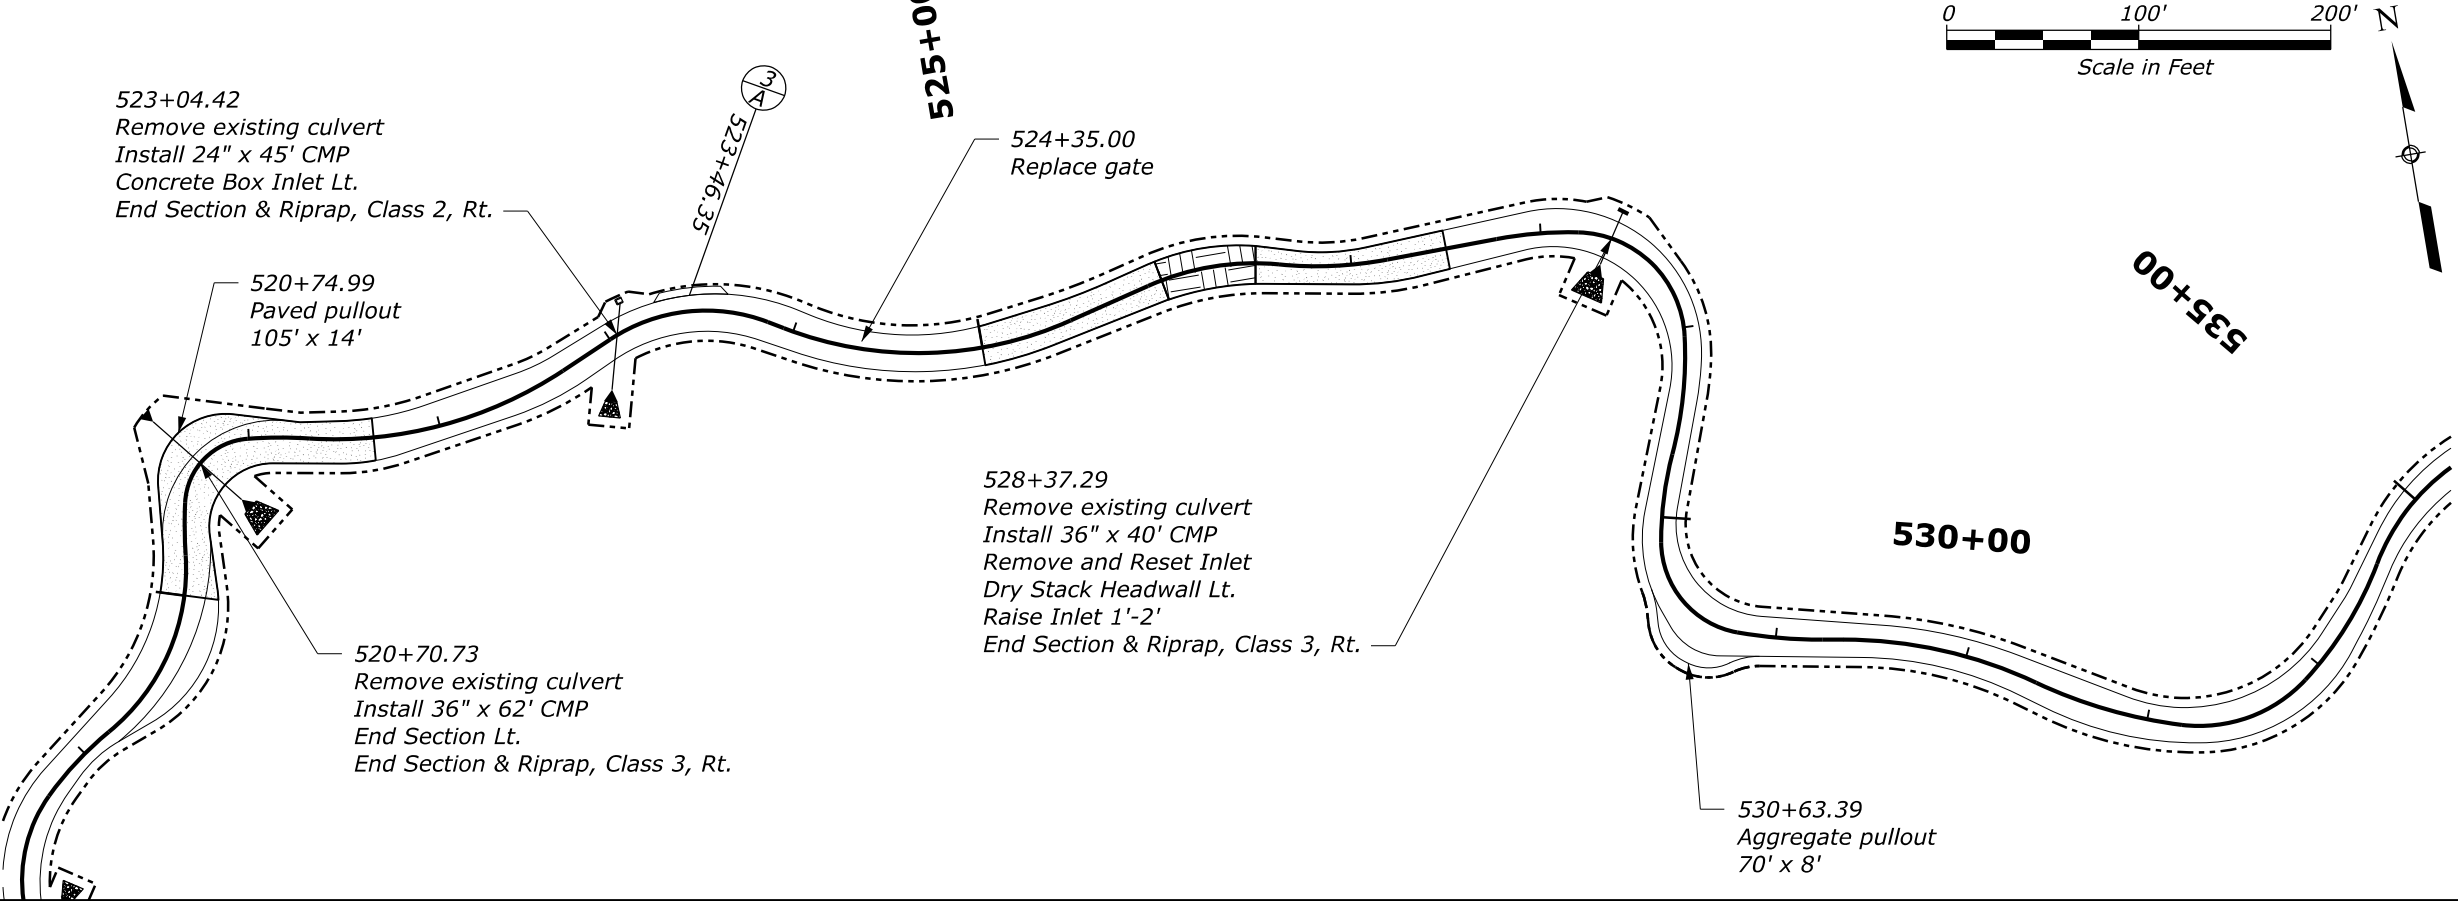 0 100' 200'
Scale in Feet
N
525+00
3
A
523+46.35
523+04.42
Remove existing culvert
Install 24" x 45' CMP
Concrete Box Inlet Lt.
End Section & Riprap, Class 2, Rt.
524+35.00
Replace gate
520+74.99
Paved pullout
105' x 14'
535+00
528+37.29
Remove existing culvert
Install 36" x 40' CMP
Remove and Reset Inlet
Dry Stack Headwall Lt.
Raise Inlet 1'-2'
End Section & Riprap, Class 3, Rt.
530+00
520+70.73
Remove existing culvert
Install 36" x 62' CMP
End Section Lt.
End Section & Riprap, Class 3, Rt.
530+63.39
Aggregate pullout
70' x 8'